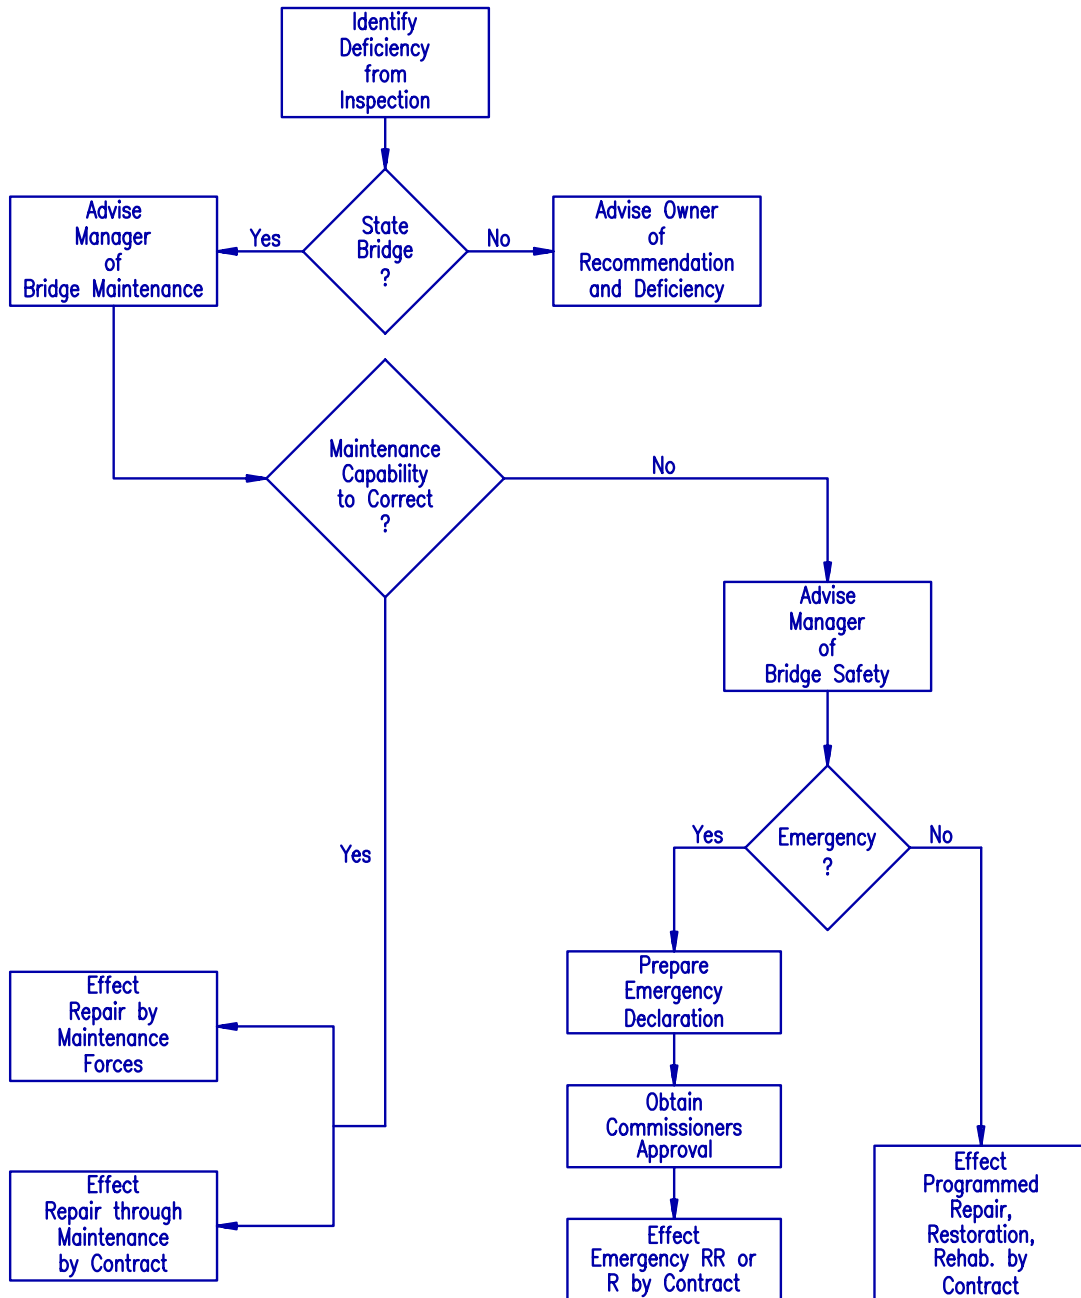 Identify
Deficiency
from
Inspection
Advise
Manager
of
Bridge Maintenance
Yes
State
Bridge
?
No
Advise Owner
of
Recommendation
and Deficiency
Maintenance
Capability
to Correct
?
No
Advise
Manager
of
Bridge Safety
Yes
Yes
Emergency
?
No
Effect
Repair by
Maintenance
Forces
Prepare
Emergency
Declaration
Obtain
Commissioners
Approval
Effect
Repair through
Maintenance
by Contract
Effect
Emergency RR or
R by Contract
Effect
Programmed
Repair,
Restoration,
Rehab. by
Contract